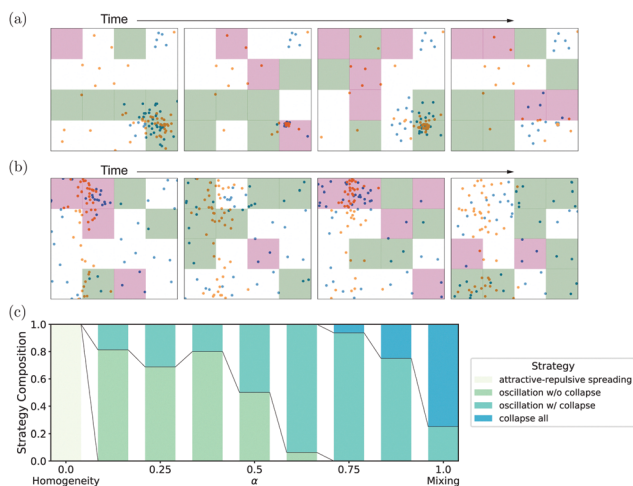 (a)
Time
(b)
Time
(c)
Strategy Composition
1.0
0.8
0.6
0.4
0.2
0.0
0.0
0.25
0.5
0.75
1.0
Homogeneity
α
Mixing
Strategy
attractive-repulsive spreading
oscillation w/o collapse
oscillation w/ collapse
collapse all